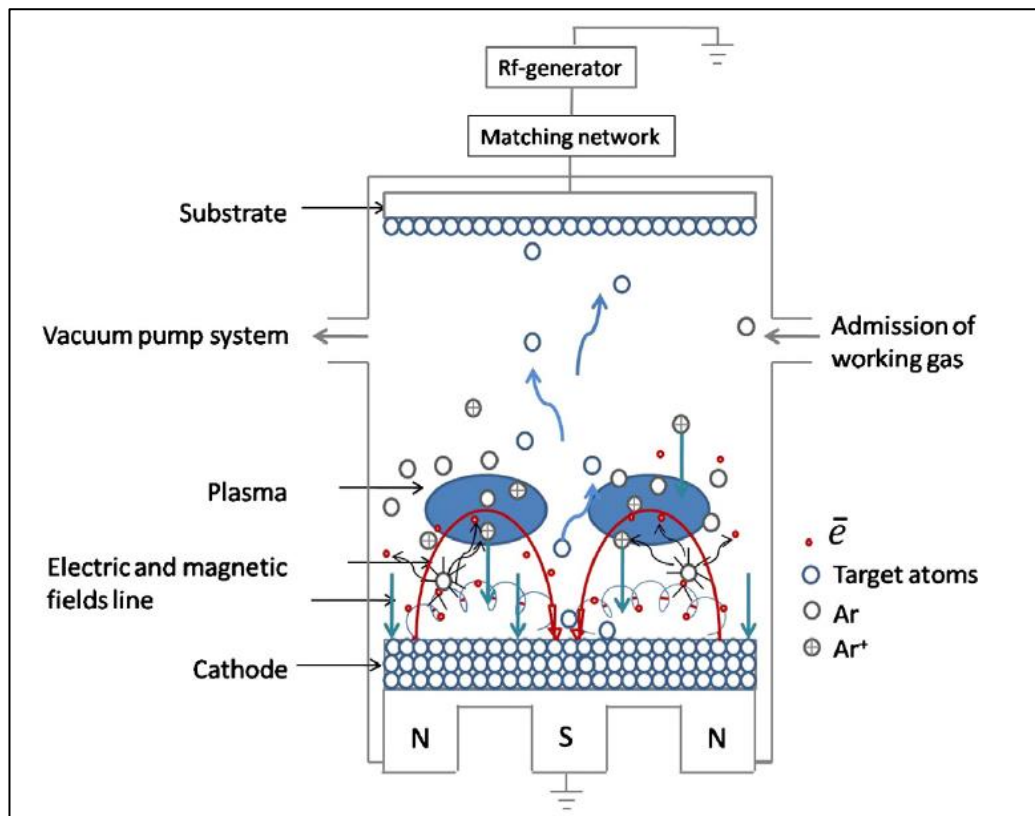 Rf-generator
Matching network
Substrate
Vacuum pump system
Admission of
working gas
Plasma
Electric and magnetic
fields line
Cathode
ē
Target atoms
Ar
Ar⁺
N
S
N